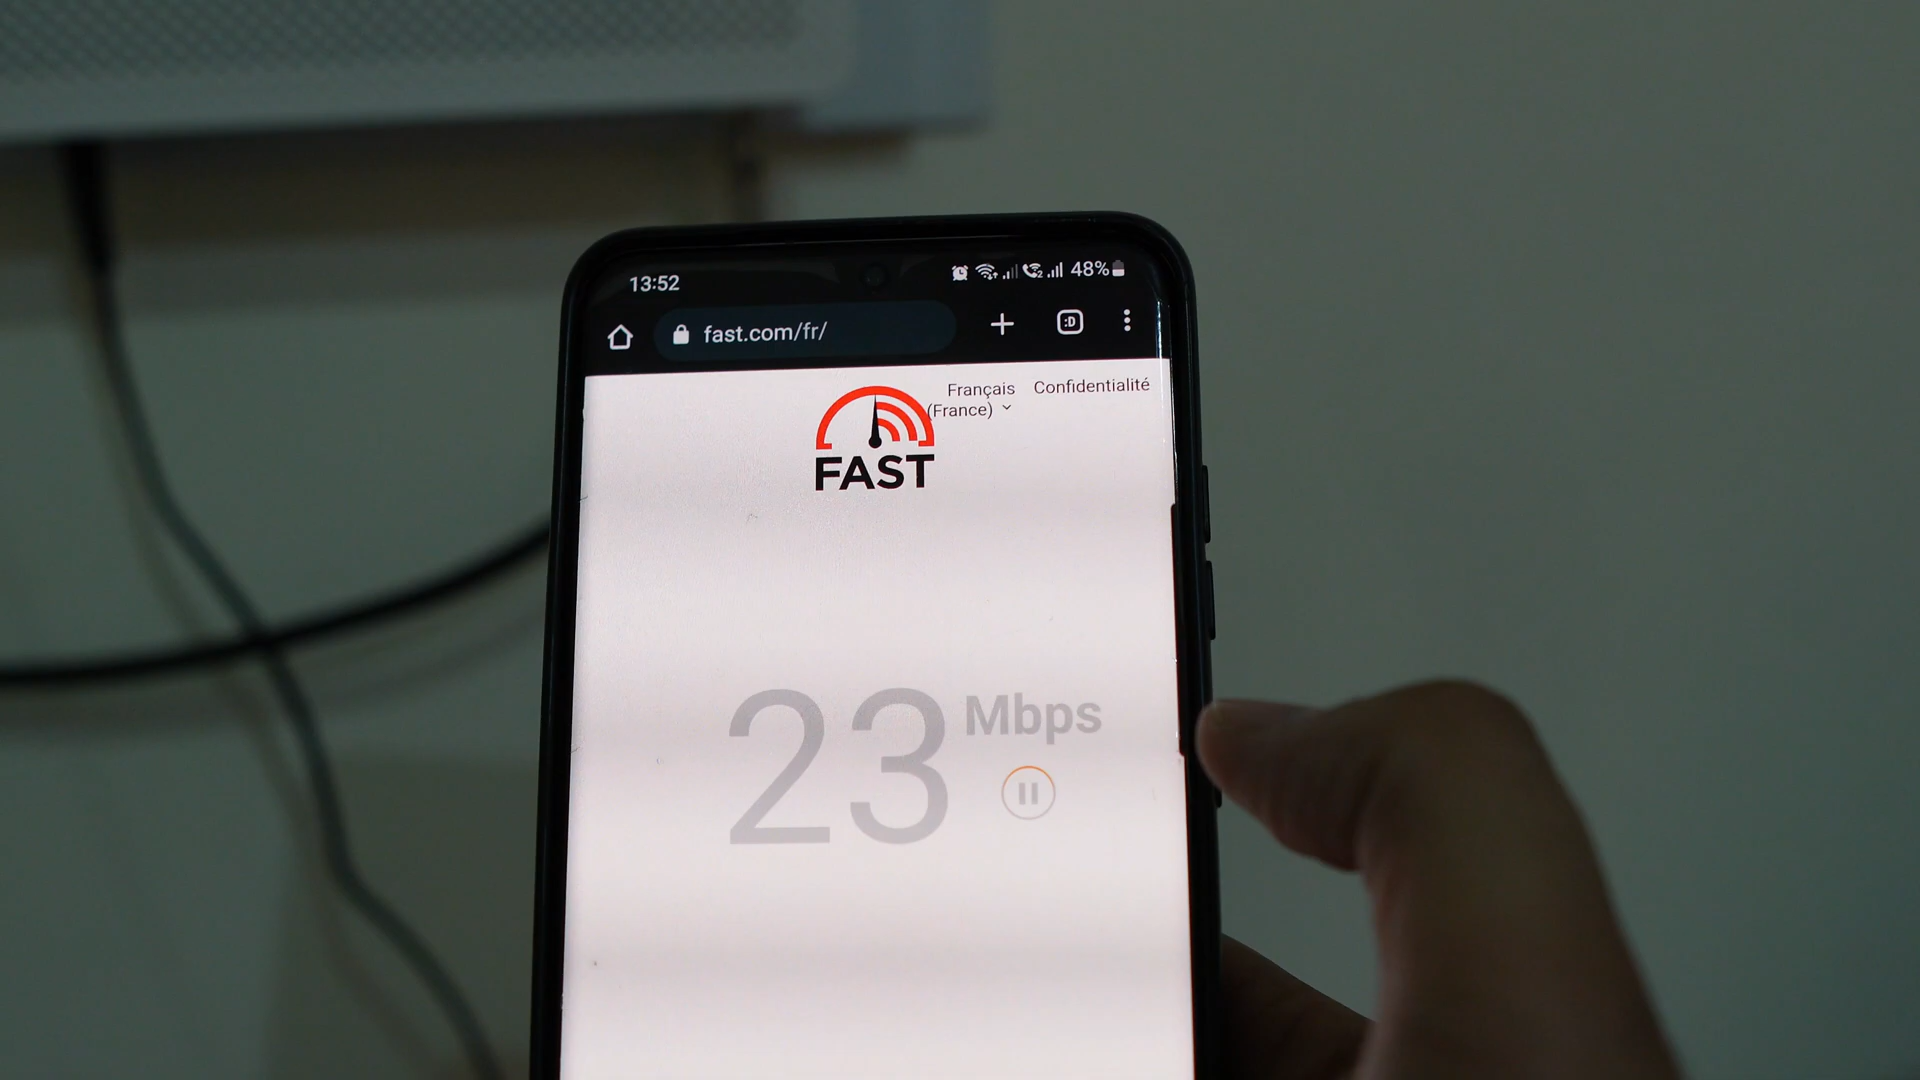 13:52
48%
fast.com/fr/
:D
Français
(France)
Confidentialité
FAST
23 Mbps